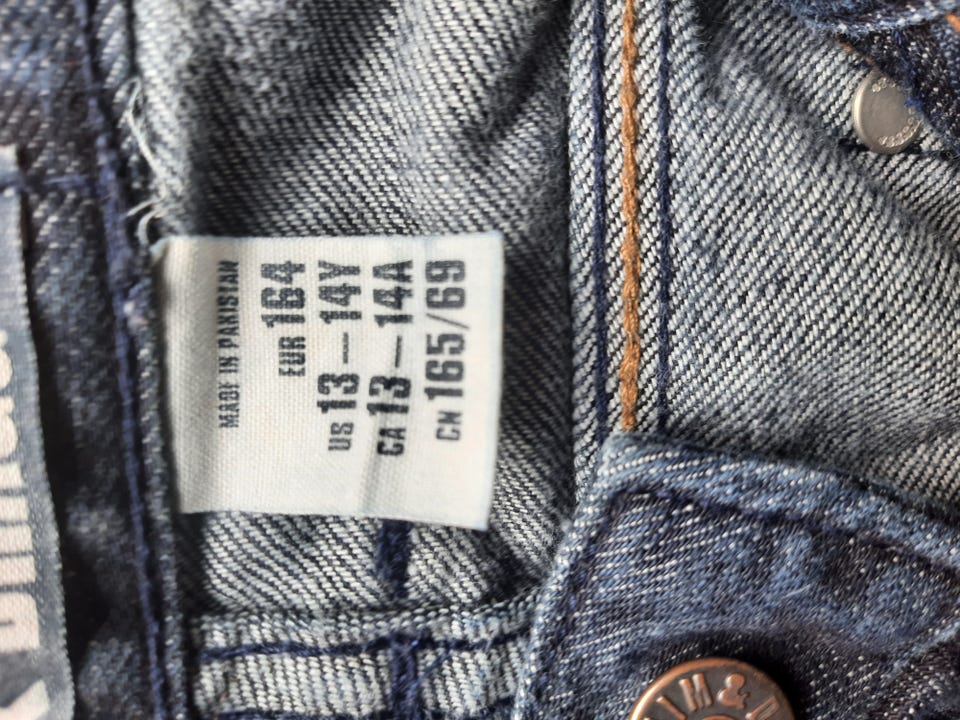 MADE IN PAKISTAN
EUR 164
US 13—14Y
CA 13—14A
CN 165/69